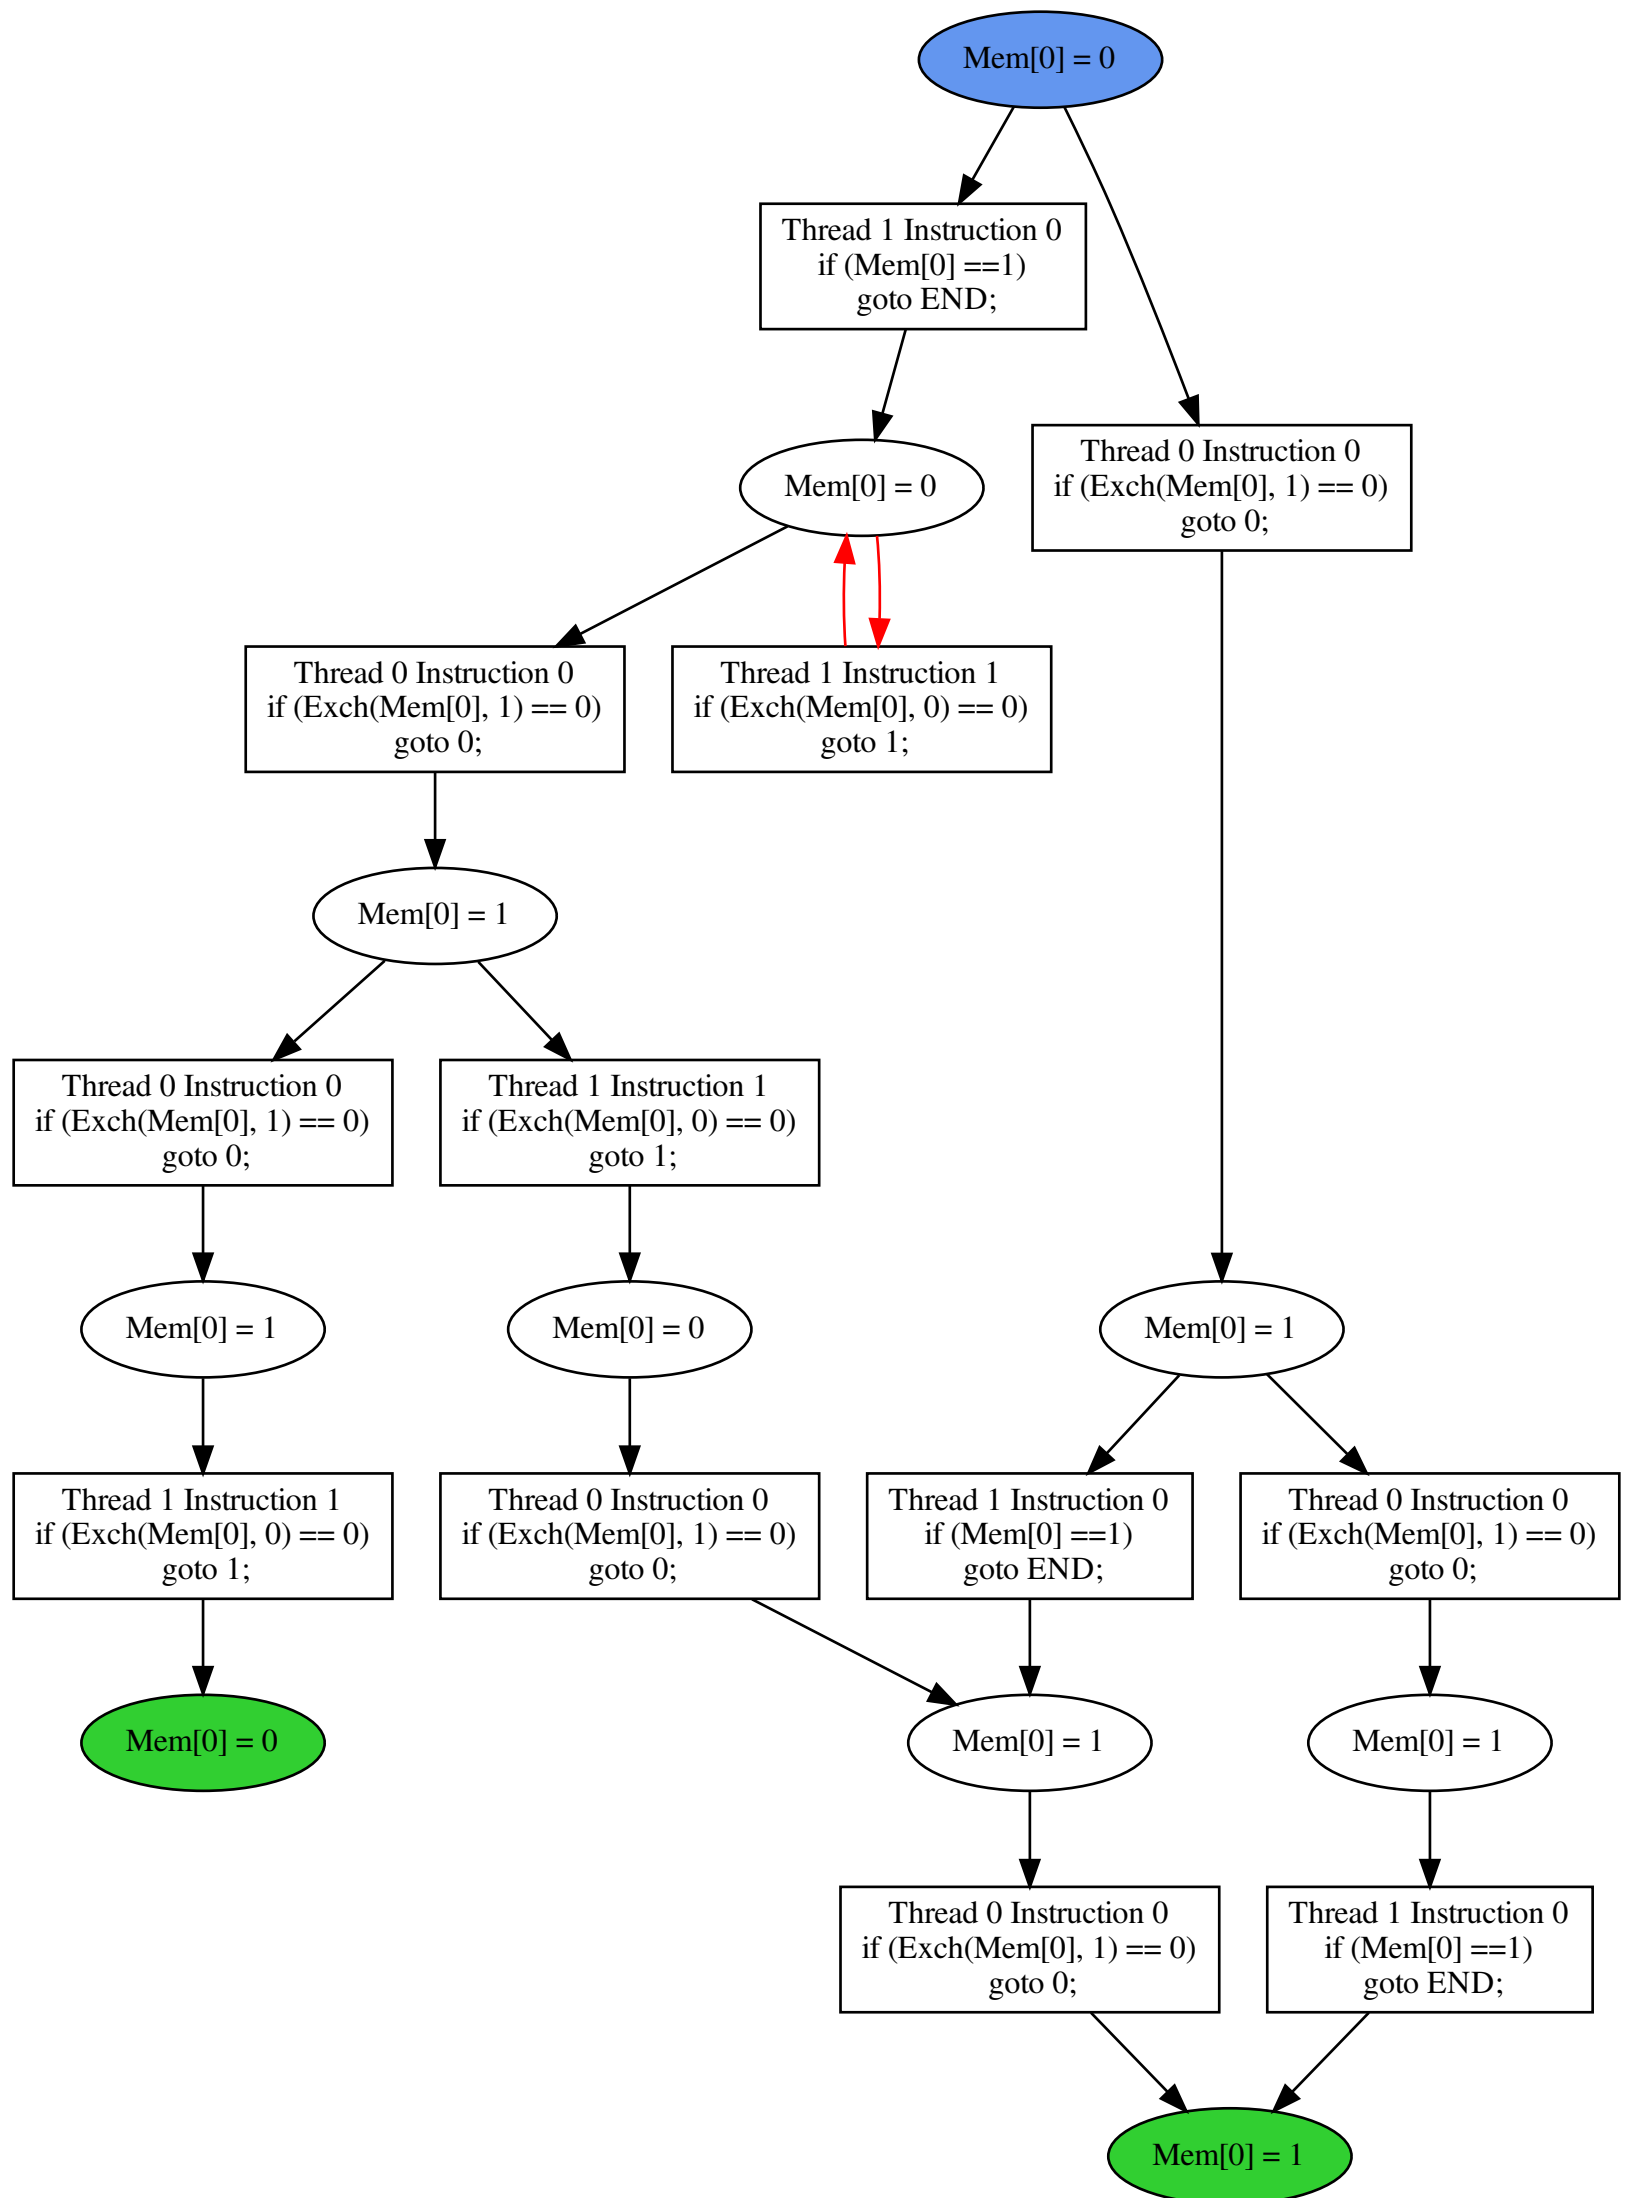 Mem[0] = 0
Thread 1 Instruction 0
if (Mem[0] ==1)
goto END;
Mem[0] = 0
Thread 0 Instruction 0
if (Exch(Mem[0], 1) == 0)
goto 0;
Thread 0 Instruction 0
if (Exch(Mem[0], 1) == 0)
goto 0;
Thread 1 Instruction 1
if (Exch(Mem[0], 0) == 0)
goto 1;
Mem[0] = 1
Thread 0 Instruction 0
if (Exch(Mem[0], 1) == 0)
goto 0;
Thread 1 Instruction 1
if (Exch(Mem[0], 0) == 0)
goto 1;
Mem[0] = 1
Mem[0] = 0
Mem[0] = 1
Thread 1 Instruction 1
if (Exch(Mem[0], 0) == 0)
goto 1;
Thread 0 Instruction 0
if (Exch(Mem[0], 1) == 0)
goto 0;
Thread 1 Instruction 0
if (Mem[0] ==1)
goto END;
Thread 0 Instruction 0
if (Exch(Mem[0], 1) == 0)
goto 0;
Mem[0] = 0
Mem[0] = 1
Mem[0] = 1
Thread 0 Instruction 0
if (Exch(Mem[0], 1) == 0)
goto 0;
Thread 1 Instruction 0
if (Mem[0] ==1)
goto END;
Mem[0] = 1